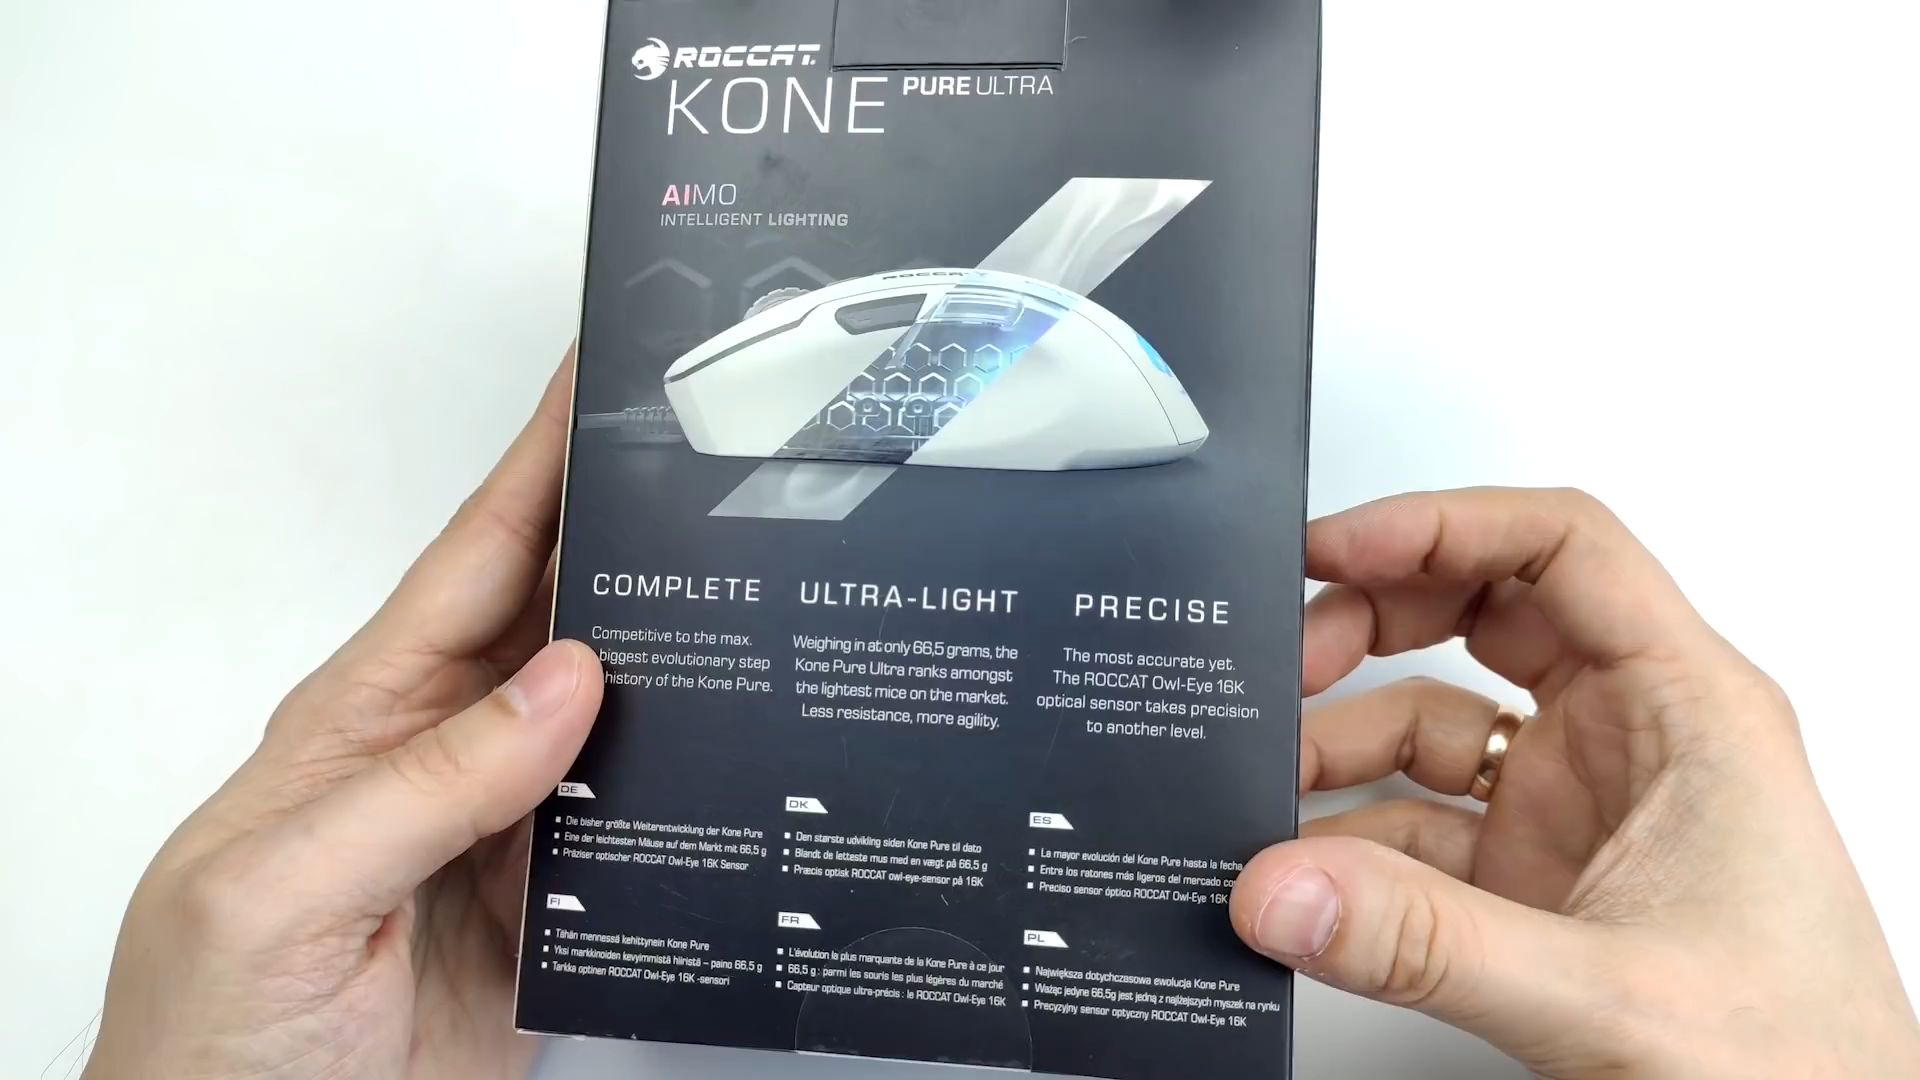 ROCCAT.
KONE PURE ULTRA
AIMO
INTELLIGENT LIGHTING
ROCCAT
COMPLETE
Competitive to the max.
biggest evolutionary step
history of the Kone Pure.
ULTRA-LIGHT
Weighing in at only 66,5 grams, the
Kone Pure Ultra ranks amongst
the lightest mice on the market.
Less resistance, more agility.
PRECISE
The most accurate yet.
The ROCCAT Owl-Eye 16K
optical sensor takes precision
to another level.
DE
Die bisher größte Weiterentwicklung der Kone Pure
Eine der leichtesten Mäuse auf dem Markt mit 66,5 g
Präziser optischer ROCCAT Owl-Eye 16K Sensor
DK
Den største udvikling siden Kone Pure til dato
Blandt de letteste mus med en vægt på 66,5 g
Præcis optisk ROCCAT owl-eye-sensor på 16K
ES
La mayor evolución del Kone Pure hasta la fecha
Entre los ratones más ligeros del mercado
Preciso sensor óptico ROCCAT Owl-Eye 16K
FI
Tähän mennessä kehittynein Kone Pure
Yksi markkinoiden kevyimmistä hiiristä – paino 66,5 g
Tarkka optinen ROCCAT Owl-Eye 16K -sensori
FR
L'évolution la plus marquante de la Kone Pure à ce jour
66,5 g : parmi les souris les plus légères du marché
Capteur optique ultra-précis : le ROCCAT Owl-Eye 16K
PL
Największa dotychczasowa ewolucja Kone Pure
Ważąc jedyne 66,5g jest jedną z najlżejszych myszek na rynku
Precyzyjny sensor optyczny ROCCAT Owl-Eye 16K